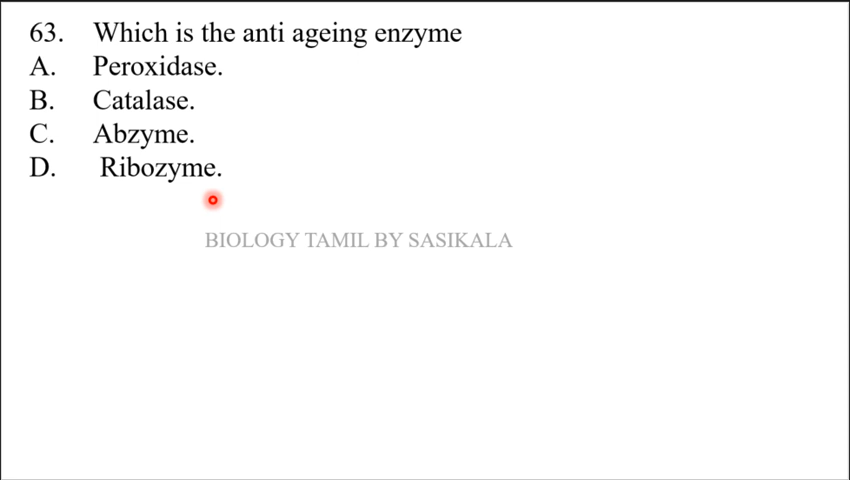 63. Which is the anti ageing enzyme
A. Peroxidase.
B. Catalase.
C. Abzyme.
D. Ribozyme.
BIOLOGY TAMIL BY SASIKALA